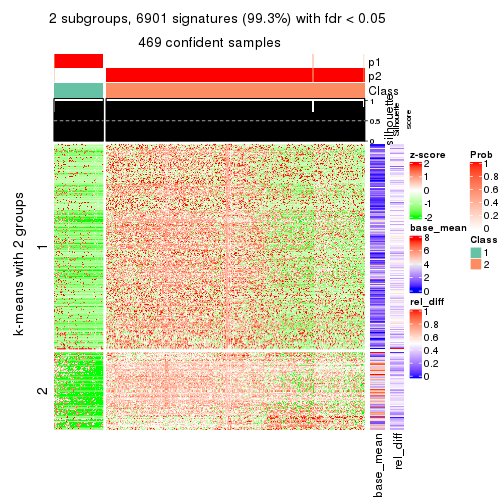 2 subgroups, 6901 signatures (99.3%) with fdr < 0.05
469 confident samples
p1
p2
Class
1
0.5
0
silhouette
Silhouette
score
k-means with 2 groups
1
2
base_mean
rel_diff
z-score
2
1
0
-1
-2
base_mean
8
6
4
2
0
rel_diff
1
0.8
0.6
0.4
0.2
0
Prob
1
0.8
0.6
0.4
0.2
0
Class
1
2